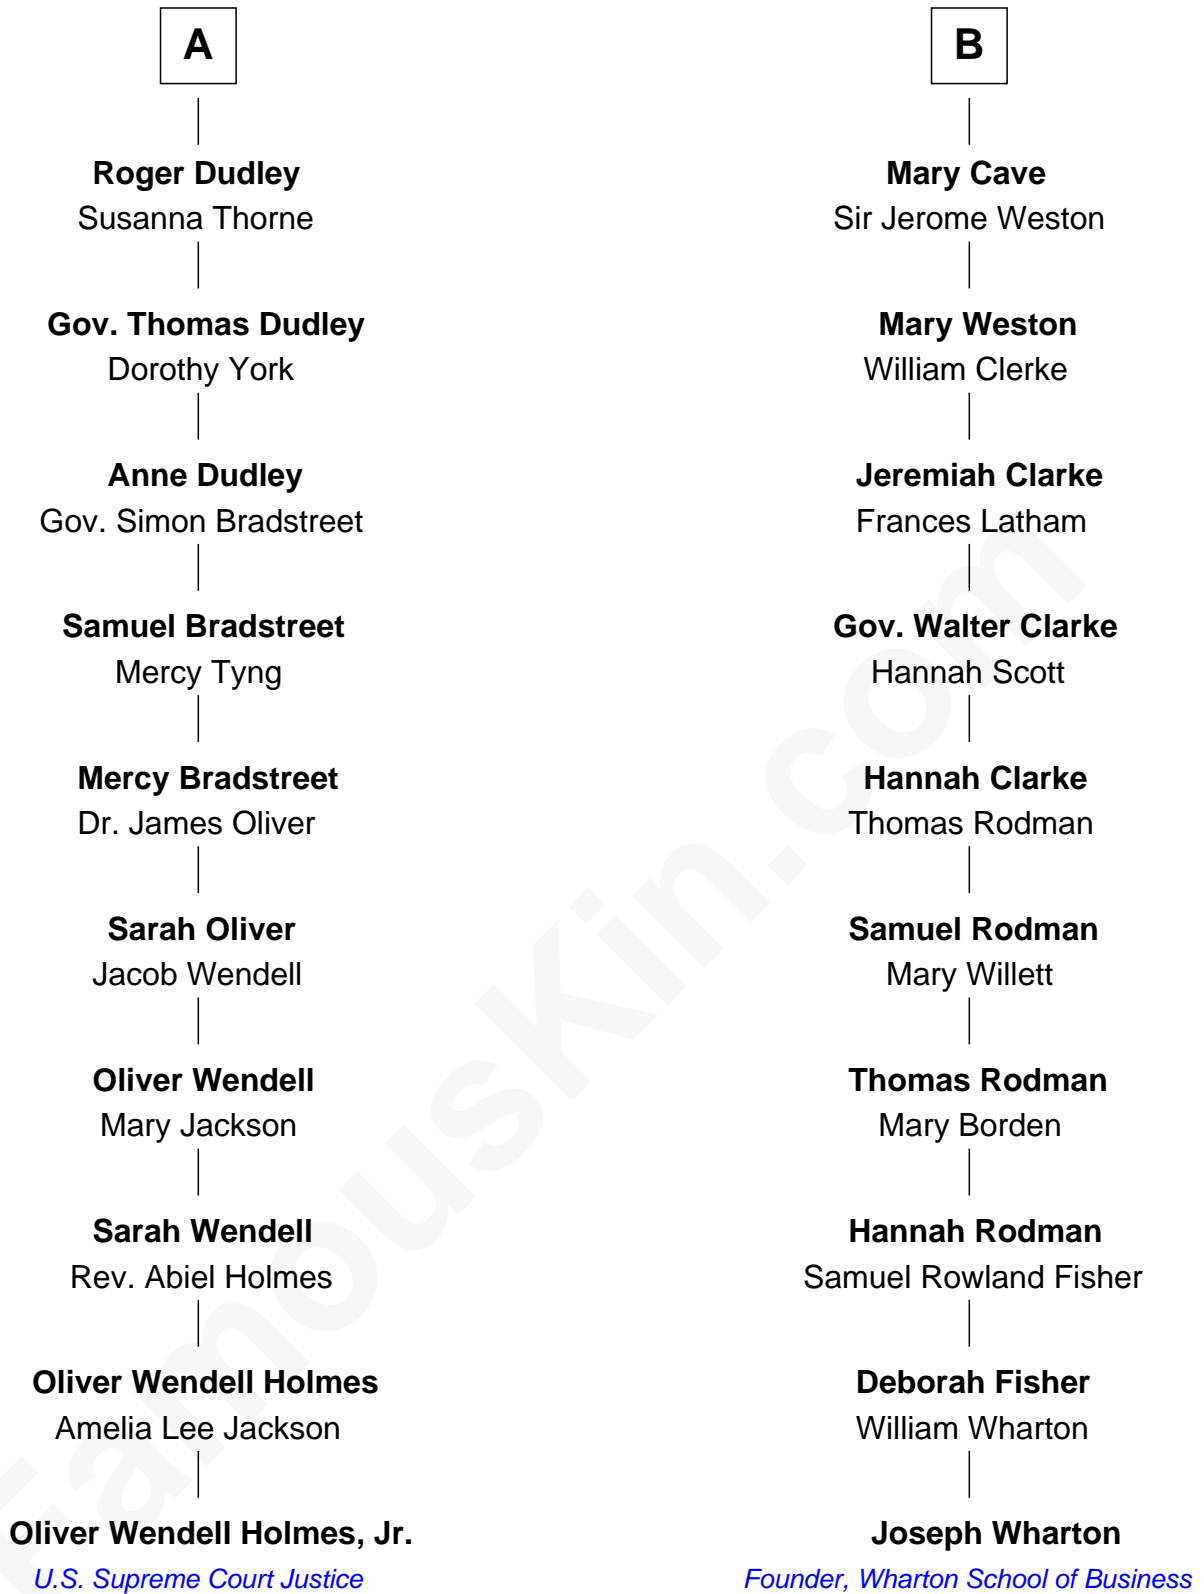 A
Roger Dudley
Susanna Thorne
Gov. Thomas Dudley
Dorothy York
Anne Dudley
Gov. Simon Bradstreet
Samuel Bradstreet
Mercy Tyng
Mercy Bradstreet
Dr. James Oliver
Sarah Oliver
Jacob Wendell
Oliver Wendell
Mary Jackson
Sarah Wendell
Rev. Abiel Holmes
Oliver Wendell Holmes
Amelia Lee Jackson
Oliver Wendell Holmes, Jr.
U.S. Supreme Court Justice
B
Mary Cave
Sir Jerome Weston
Mary Weston
William Clerke
Jeremiah Clarke
Frances Latham
Gov. Walter Clarke
Hannah Scott
Hannah Clarke
Thomas Rodman
Samuel Rodman
Mary Willett
Thomas Rodman
Mary Borden
Hannah Rodman
Samuel Rowland Fisher
Deborah Fisher
William Wharton
Joseph Wharton
Founder, Wharton School of Business
FamousKin.com